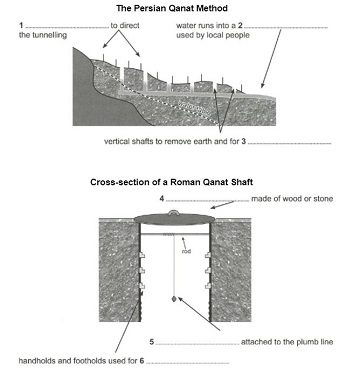 The Persian Qanat Method
1 ........................... to direct
the tunnelling
water runs into a 2 ...........................
used by local people
vertical shafts to remove earth and for 3 ...........................
Cross-section of a Roman Qanat Shaft
4 ........................... made of wood or stone
rod
5 ........................... attached to the plumb line
handholds and footholds used for 6 ...........................